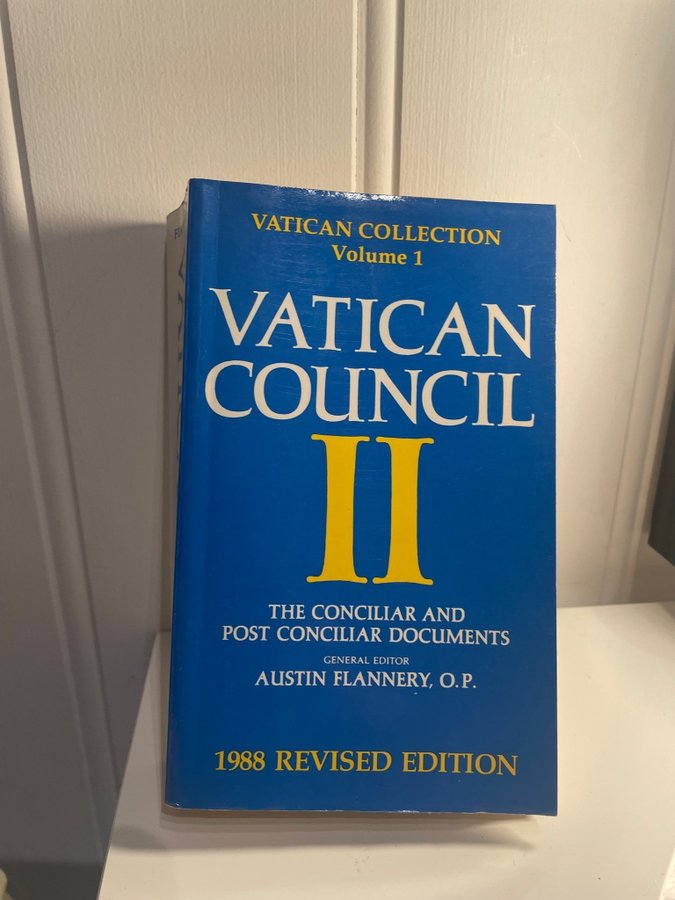 VATICAN COLLECTION
Volume 1
VATICAN
COUNCIL
II
THE CONCILIAR AND
POST CONCILIAR DOCUMENTS
GENERAL EDITOR
AUSTIN FLANNERY, O.P.
1988 REVISED EDITION